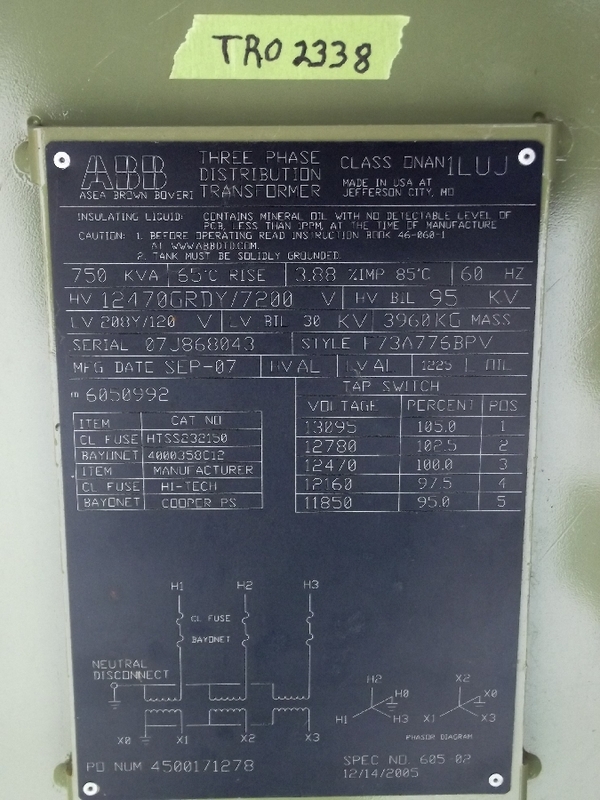 TRO2338
ABB
ASEA BROWN BOVERI
THREE PHASE
DISTRIBUTION
TRANSFORMER
CLASS ONAN 1LUJ
MADE IN USA AT
JEFFERSON CITY, MO
INSULATING LIQUID: CONTAINS MINERAL OIL WITH NO DETECTABLE LEVEL OF
PCB, LESS THAN 1PPM, AT THE TIME OF MANUFACTURE
CAUTION: 1. BEFORE OPERATING READ INSTRUCTION BOOK 46-060-1
AT WWW.ABBDTD.COM.
2. TANK MUST BE SOLIDLY GROUNDED
750 KVA 65°C RISE 3.88 %IMP 85°C 60 HZ
HV 12470GRDY/7200 V HV BIL 95 KV
LV 208Y/120 V LV BIL 30 KV 3960KG MASS
SERIAL 07J868043 STYLE F73A776BPV
MFG DATE SEP-07 HV AL LV AL 1225 L OIL
m 6050992
ITEM CAT NO
CL FUSE HTSS232150
BAYONET 4000358C12
ITEM MANUFACTURER
CL FUSE HI-TECH
BAYONET COOPER PS
TAP SWITCH
VOLTAGE PERCENT POS
13095 105.0 1
12780 102.5 2
12470 100.0 3
12160 97.5 4
11850 95.0 5
H1 H2 H3
CL FUSE
BAYONET
NEUTRAL
DISCONNECT
X0 X1 X2 X3
H2
H0
H1 H3
X2
X0
X1 X3
PHASOR DIAGRAM
PO NUM 4500171278
SPEC NO. 605-02
12/14/2005